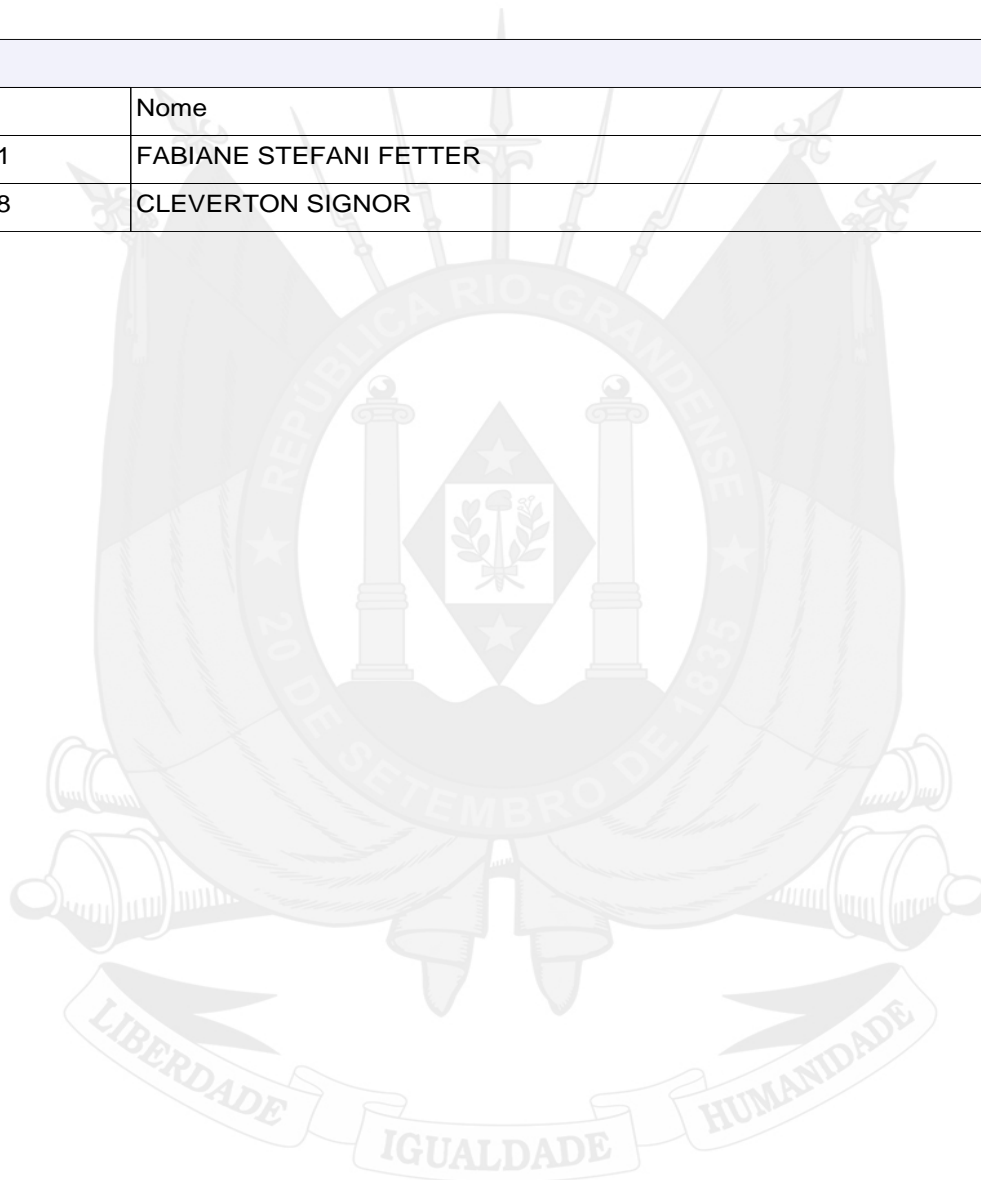 Nome
1 FABIANE STEFANI FETTER
8 CLEVERTON SIGNOR
REPÚBLICA RIO-GRANDENSE
★ 20 DE SETEMBRO DE 1835 ★
LIBERDADE IGUALDADE HUMANIDADE